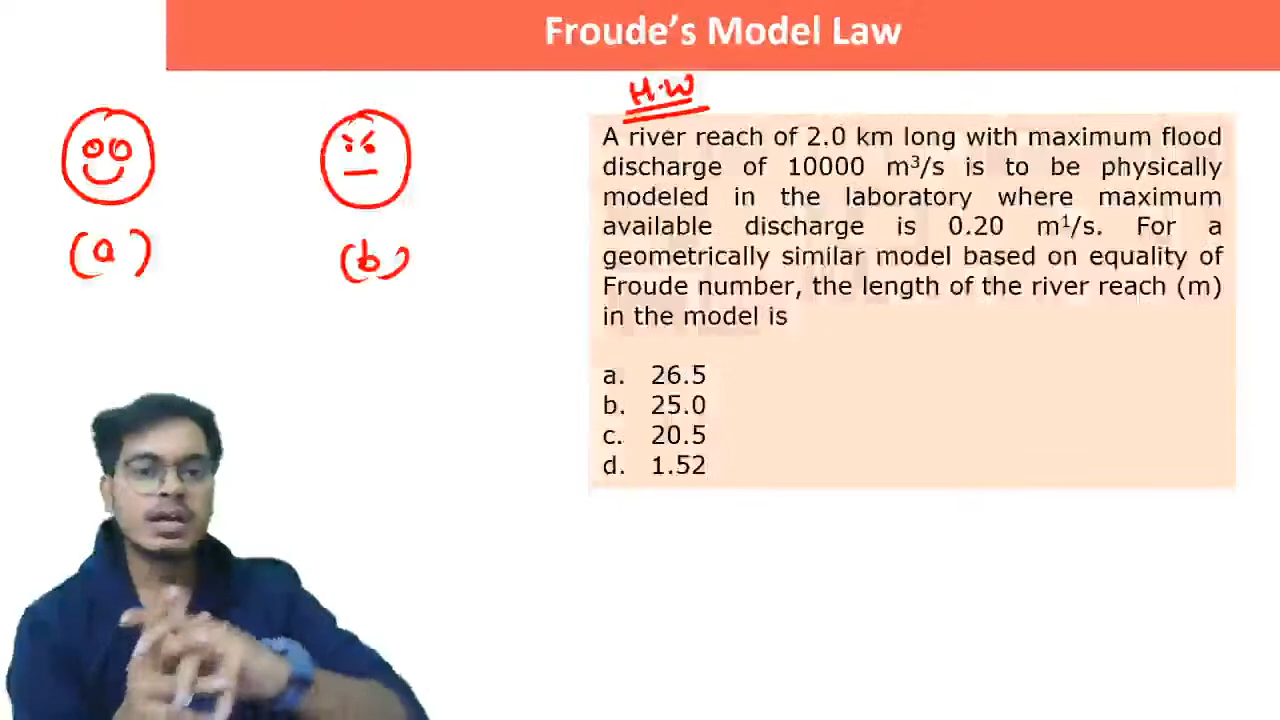 Froude's Model Law
H.W
A river reach of 2.0 km long with maximum flood
discharge of 10000 m³/s is to be physically
modeled in the laboratory where maximum
available discharge is 0.20 m¹/s. For a
geometrically similar model based on equality of
Froude number, the length of the river reach (m)
in the model is
a. 26.5
b. 25.0
c. 20.5
d. 1.52
(a) (b)